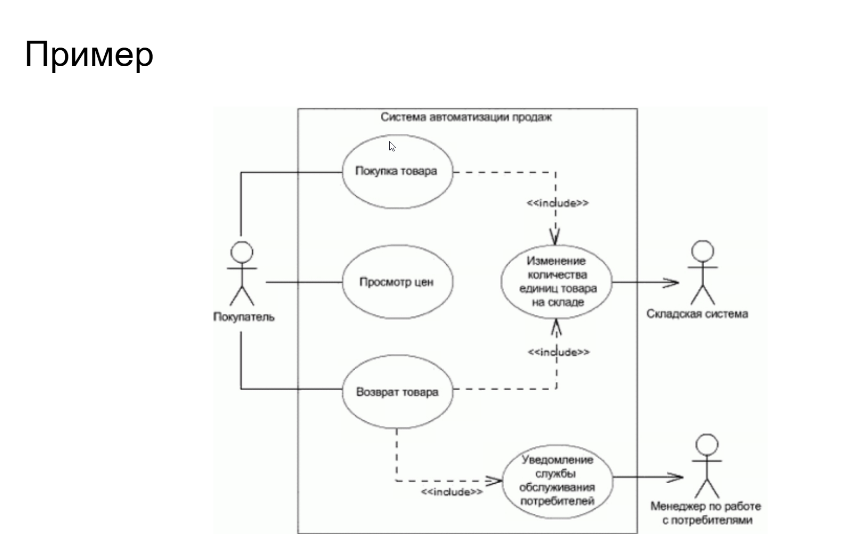 Пример
Система автоматизации продаж
Покупка товара
<<include>>
Просмотр цен
Изменение
количества
единиц товара
на складе
Покупатель
Складская система
<<include>>
Возврат товара
Уведомление
службы
обслуживания
потребителей
<<include>>
Менеджер по работе
с потребителями